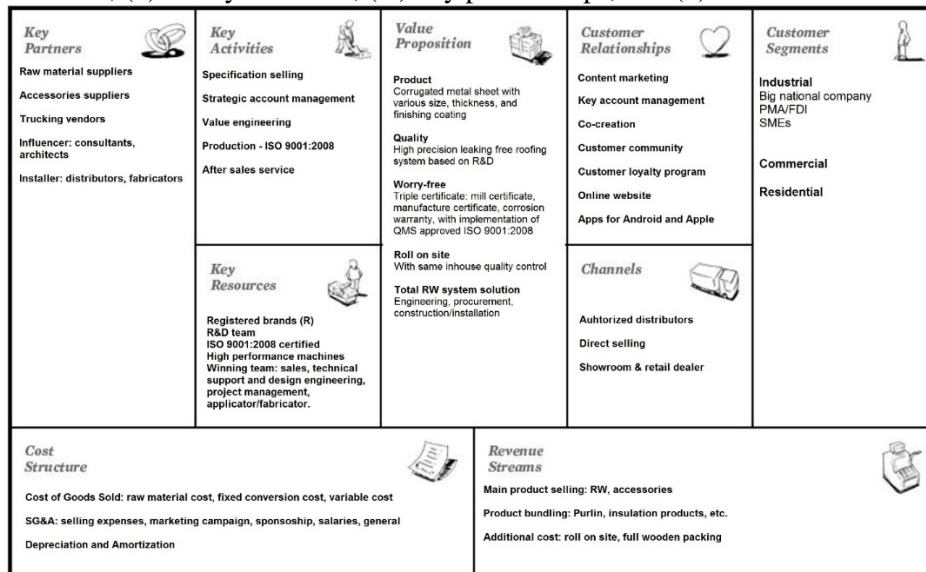 Key
Partners
Raw material suppliers
Accessories suppliers
Trucking vendors
Influencer: consultants,
architects
Installer: distributors, fabricators
Key
Activities
Specification selling
Strategic account management
Value engineering
Production - ISO 9001:2008
After sales service
Key
Resources
Registered brands (R)
R&D team
ISO 9001:2008 certified
High performance machines
Winning team: sales, technical
support and design engineering,
project management,
applicator/fabricator.
Value
Proposition
Product
Corrugated metal sheet with
various size, thickness, and
finishing coating
Quality
High precision leaking free roofing
system based on R&D
Worry-free
Triple certificate: mill certificate,
manufacture certificate, corrosion
warranty, with implementation of
QMS approved ISO 9001:2008
Roll on site
With same inhouse quality control
Total RW system solution
Engineering, procurement,
construction/installation
Customer
Relationships
Content marketing
Key account management
Co-creation
Customer community
Customer loyalty program
Online website
Apps for Android and Apple
Channels
Auhtorized distributors
Direct selling
Showroom & retail dealer
Customer
Segments
Industrial
Big national company
PMA/FDI
SMEs
Commercial
Residential
Cost
Structure
Cost of Goods Sold: raw material cost, fixed conversion cost, variable cost
SG&A: selling expenses, marketing campaign, sponsoship, salaries, general
Depreciation and Amortization
Revenue
Streams
Main product selling: RW, accessories
Product bundling: Purlin, insulation products, etc.
Additional cost: roll on site, full wooden packing